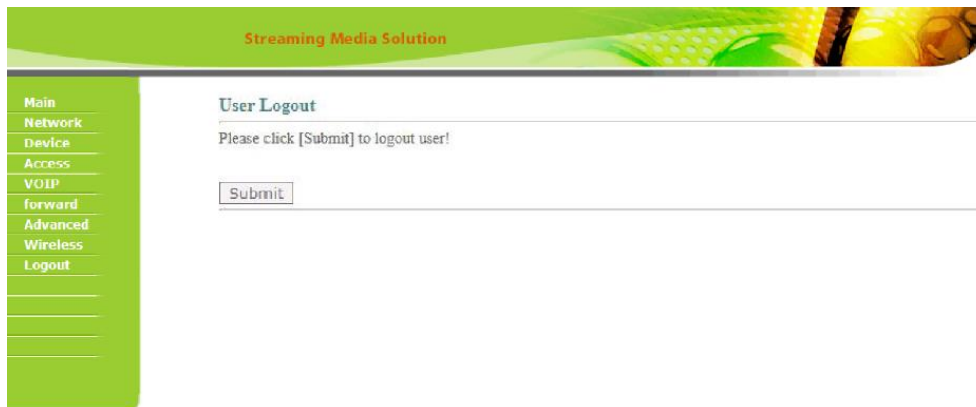 Streaming Media Solution
Main
Network
Device
Access
VOIP
forward
Advanced
Wireless
Logout
User Logout
Please click [Submit] to logout user!
Submit